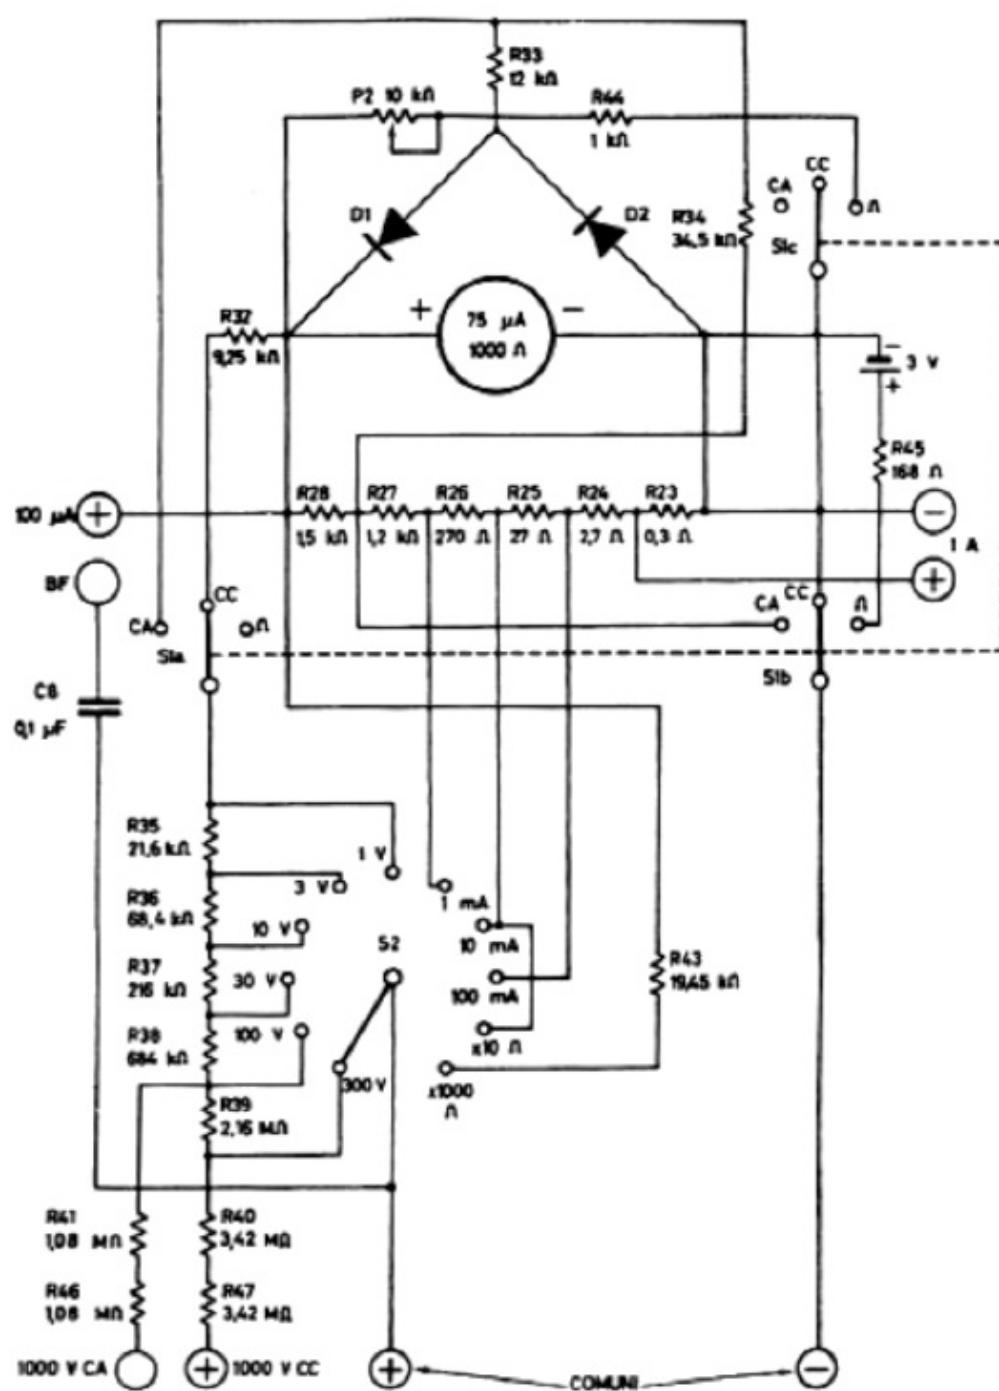 R33
12 kΩ
P2 10 kΩ
R44
1 kΩ
CC
CA
Ω
D1
D2
R34
34,5 kΩ
S1c
R32
9,25 kΩ
+
75 µA
1000 Ω
−
−
3 V
+
R45
168 Ω
100 µA
+
R28
1,5 kΩ
R27
1,2 kΩ
R26
270 Ω
R25
27 Ω
R24
2,7 Ω
R23
0,3 Ω
−
1 A
+
BF
CC
CA
Ω
S1a
CC
CA
Ω
S1b
C8
0,1 µF
R35
21,6 kΩ
1 V
3 V
1 mA
R36
68,4 kΩ
10 V
S2
10 mA
R37
216 kΩ
30 V
100 mA
R43
19,45 kΩ
R38
684 kΩ
100 V
x10 Ω
300 V
x1000
Ω
R39
2,16 MΩ
R41
1,08 MΩ
R40
3,42 MΩ
R46
1,08 MΩ
R47
3,42 MΩ
1000 V CA
+
1000 V CC
+
COMUNI
−